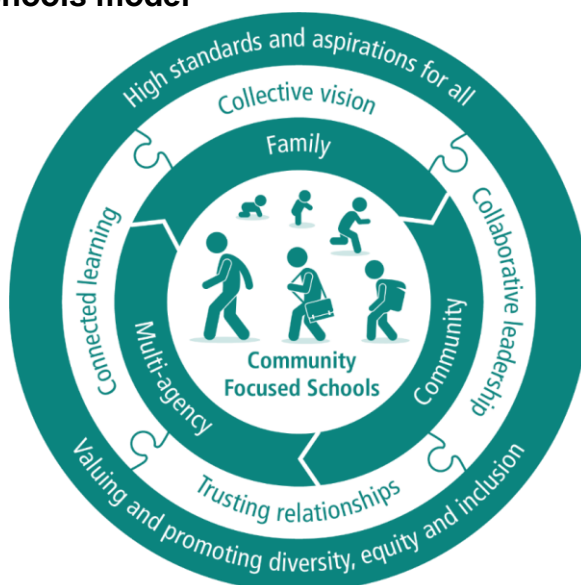 hools model
High standards and aspirations for all
Collective vision
Family
Connected learning
Collaborative leadership
Multi-agency
Community
Community
Focused Schools
Trusting relationships
Valuing and promoting diversity, equity and inclusion